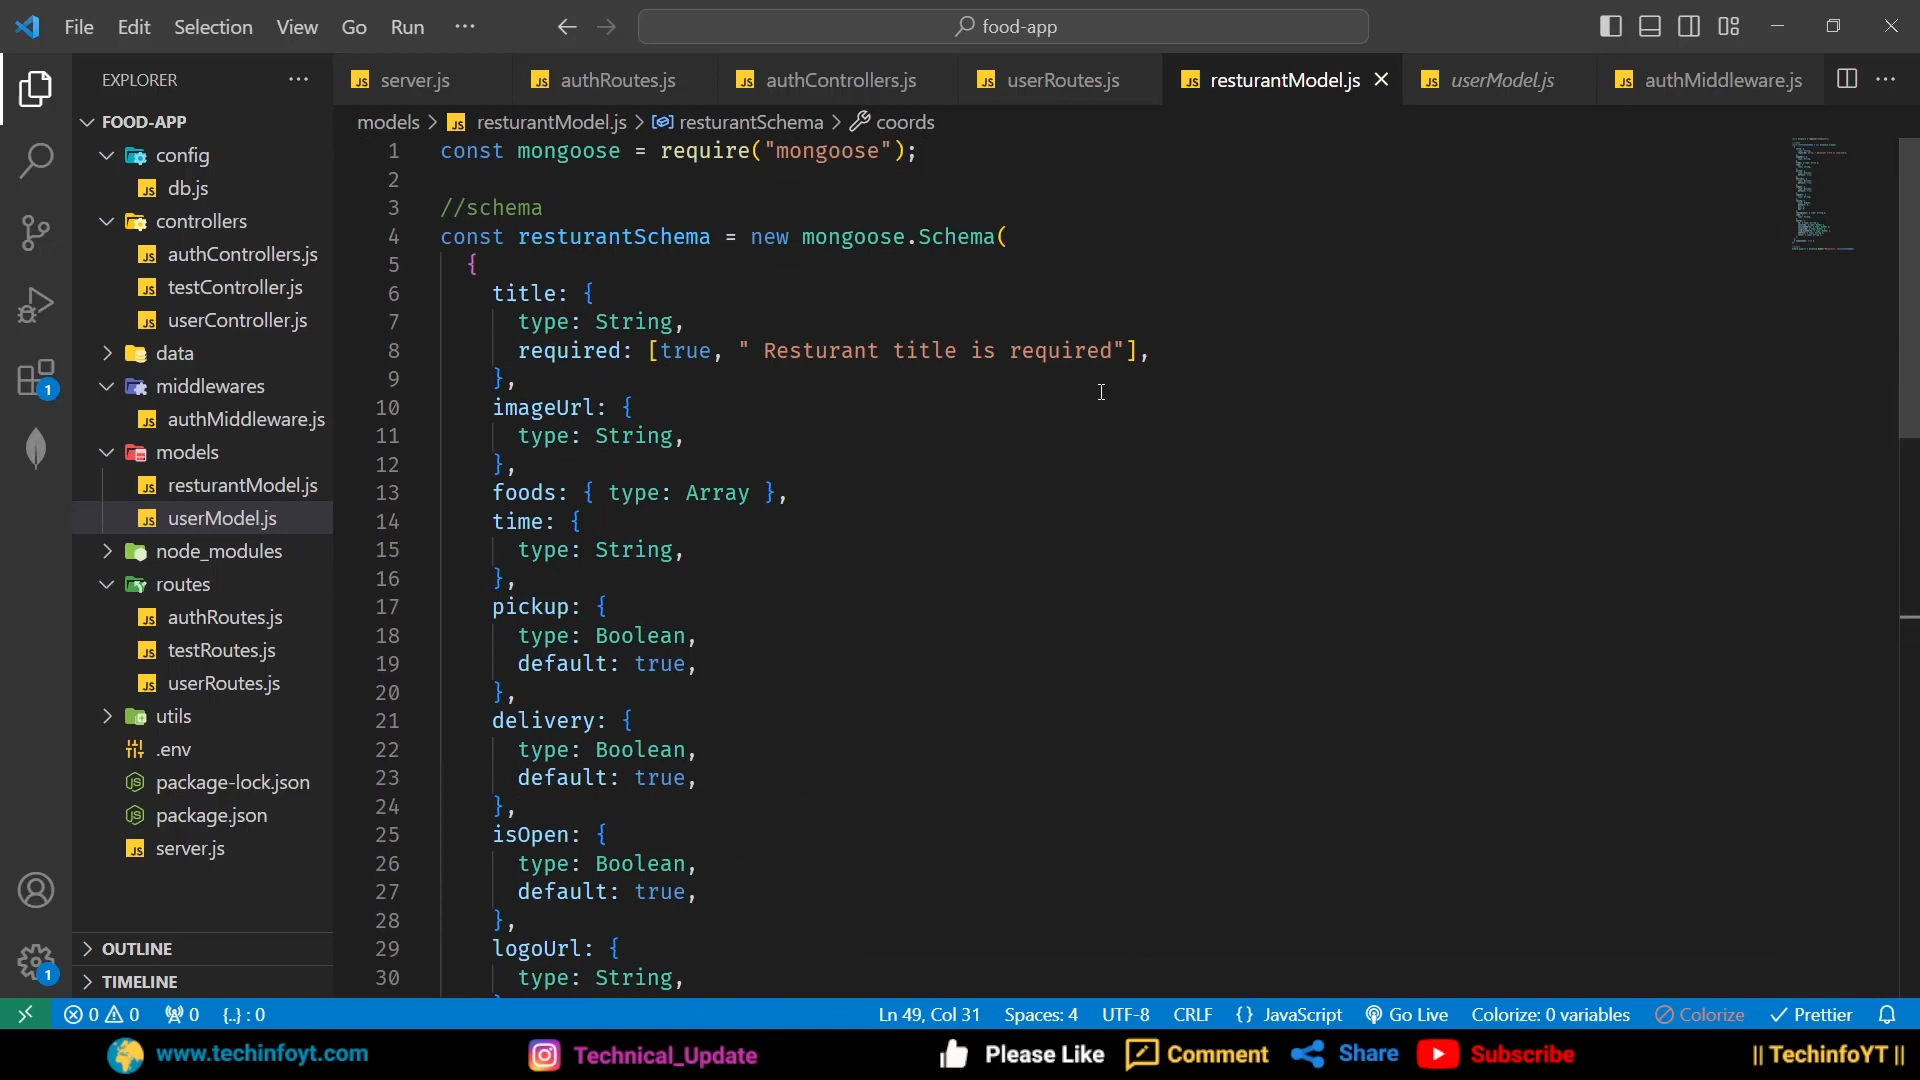 File Edit Selection View Go Run ··· food-app
EXPLORER ···
FOOD-APP
config
db.js
controllers
authControllers.js
testController.js
userController.js
data
middlewares
authMiddleware.js
models
resturantModel.js
userModel.js
node_modules
routes
authRoutes.js
testRoutes.js
userRoutes.js
utils
.env
package-lock.json
package.json
server.js
OUTLINE
TIMELINE
server.js authRoutes.js authControllers.js userRoutes.js resturantModel.js userModel.js authMiddleware.js
models > resturantModel.js > resturantSchema > coords
1 const mongoose = require("mongoose");
2
3 //schema
4 const resturantSchema = new mongoose.Schema(
5 {
6 title: {
7 type: String,
8 required: [true, " Resturant title is required"],
9 },
10 imageUrl: {
11 type: String,
12 },
13 foods: { type: Array },
14 time: {
15 type: String,
16 },
17 pickup: {
18 type: Boolean,
19 default: true,
20 },
21 delivery: {
22 type: Boolean,
23 default: true,
24 },
25 isOpen: {
26 type: Boolean,
27 default: true,
28 },
29 logoUrl: {
30 type: String,
0 0 0 {..} : 0 Ln 49, Col 31 Spaces: 4 UTF-8 CRLF {} JavaScript Go Live Colorize: 0 variables Colorize Prettier
www.techinfoyt.com Technical_Update Please Like Comment Share Subscribe || TechinfoYT ||